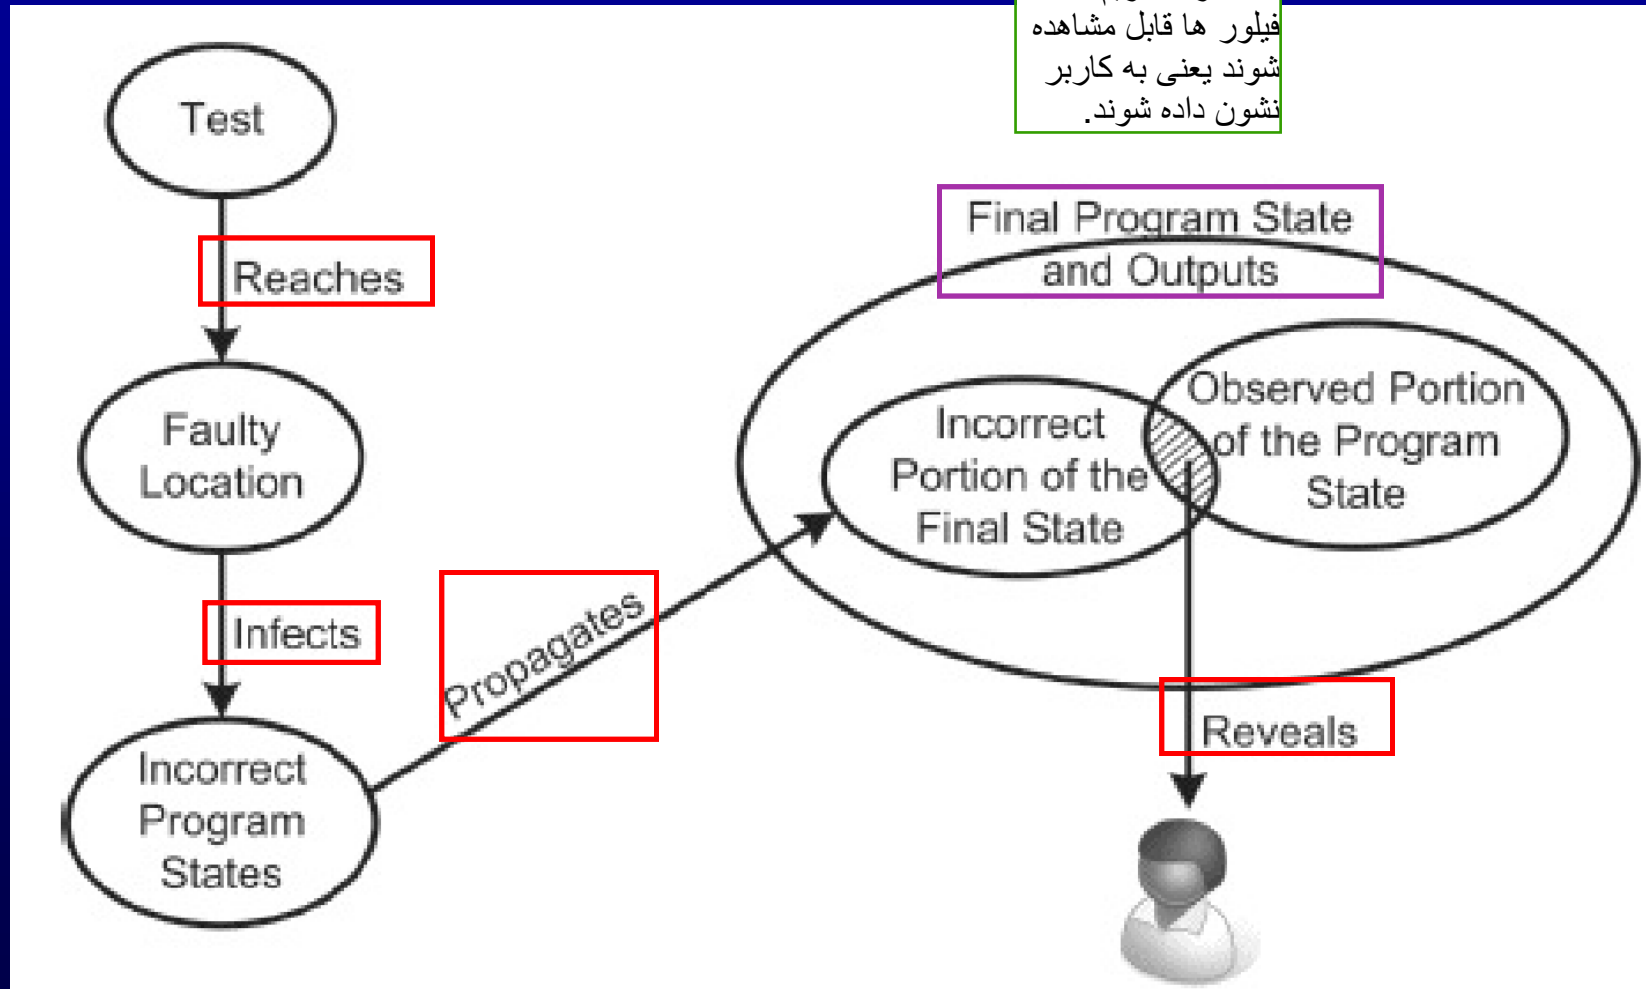 فیلور ها قابل مشاهده
شوند یعنی به کاربر
نشون داده شوند.
Test
Reaches
Faulty
Location
Infects
Incorrect
Program
States
Propagates
Final Program State
and Outputs
Incorrect
Portion of the
Final State
Observed Portion
of the Program
State
Reveals